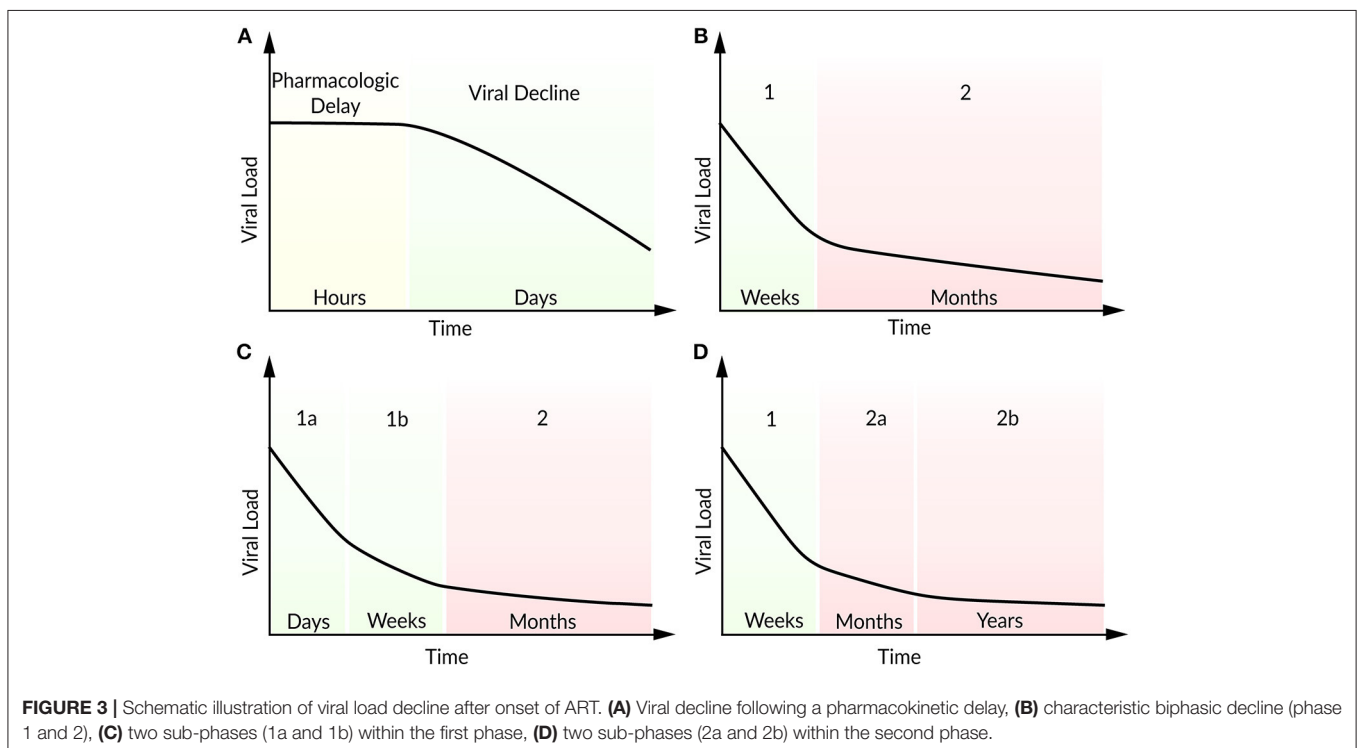 A
Pharmacologic
Delay
Viral Decline
Viral Load
Hours
Days
Time
B
1
2
Viral Load
Weeks
Months
Time
C
1a
1b
2
Viral Load
Days
Weeks
Months
Time
D
1
2a
2b
Viral Load
Weeks
Months
Years
Time
FIGURE 3 | Schematic illustration of viral load decline after onset of ART. (A) Viral decline following a pharmacokinetic delay, (B) characteristic biphasic decline (phase
1 and 2), (C) two sub-phases (1a and 1b) within the first phase, (D) two sub-phases (2a and 2b) within the second phase.